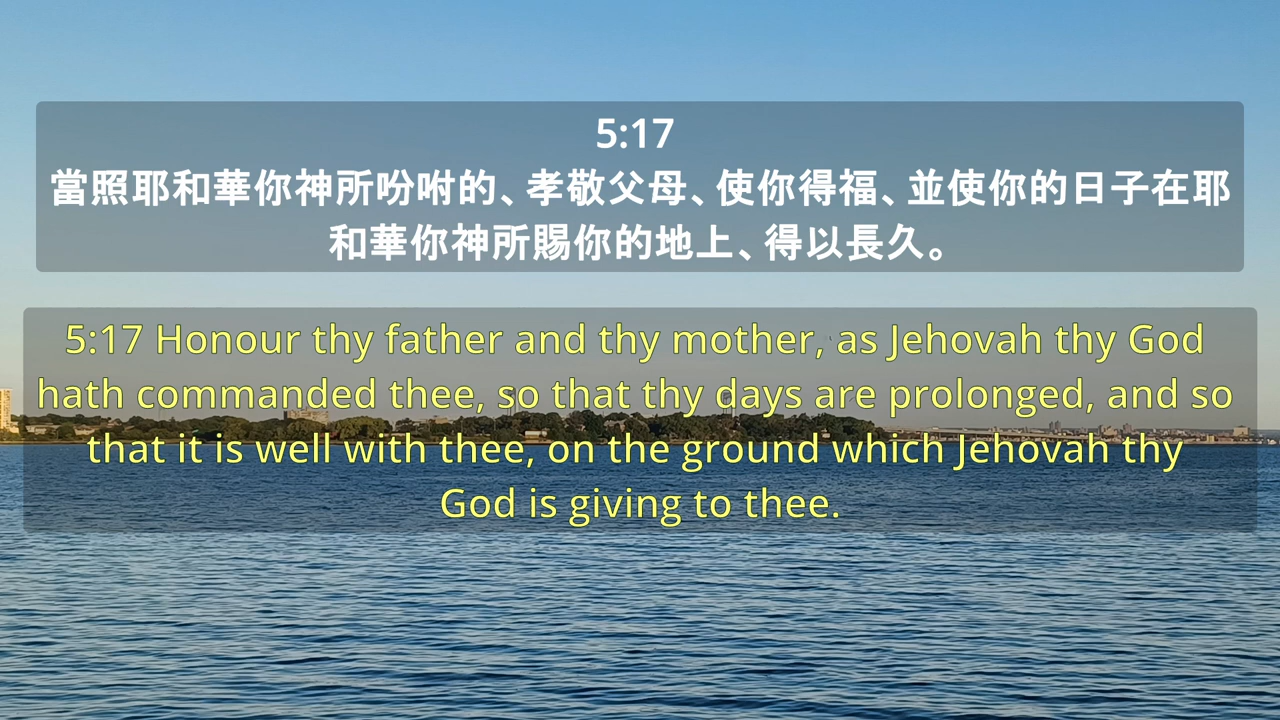 5:17
當照耶和華你神所吩咐的、孝敬父母、使你得福、並使你的日子在耶
和華你神所賜你的地上、得以長久。
5:17 Honour thy father and thy mother, as Jehovah thy God
hath commanded thee, so that thy days are prolonged, and so
that it is well with thee, on the ground which Jehovah thy
God is giving to thee.